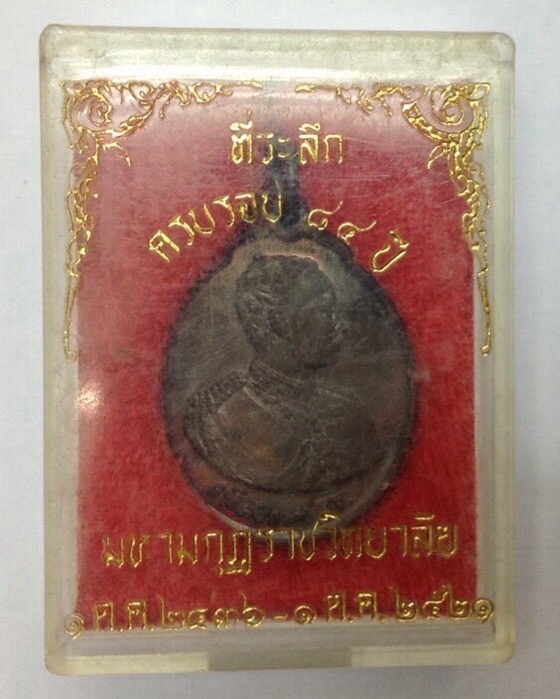 ที่ระลึก
ครบรอบ ๘๔ ปี
มหามกุฏราชวิทยาลัย
๑ ต.ค. ๒๔๓๖ - ๑ ต.ค. ๒๕๒๑